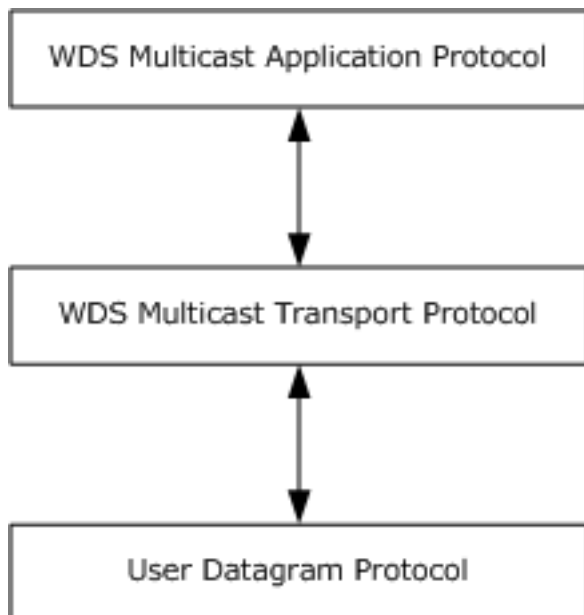 WDS Multicast Application Protocol
WDS Multicast Transport Protocol
User Datagram Protocol